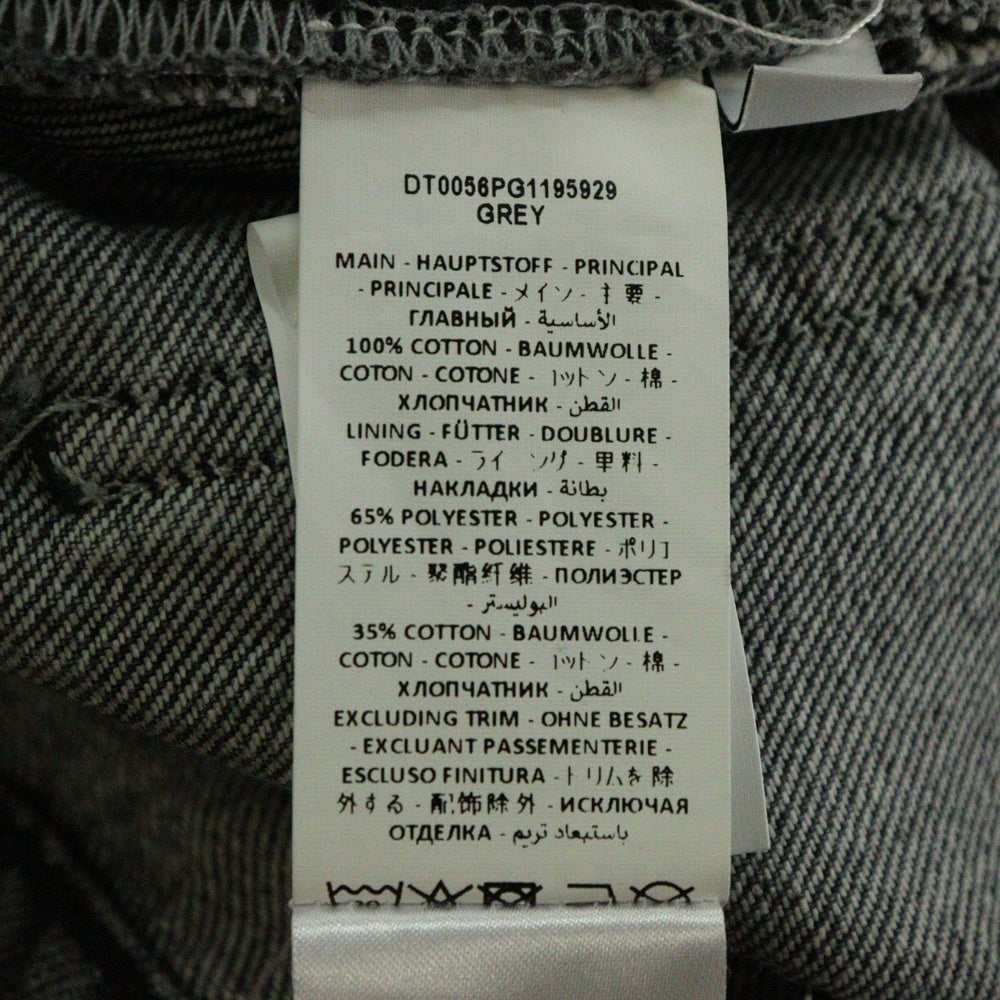 DT0056PG1195929
GREY
MAIN - HAUPTSTOFF - PRINCIPAL
- PRINCIPALE - メイン - 主要 -
ГЛАВНЫЙ - الأساسية
100% COTTON - BAUMWOLLE -
COTON - COTONE - コットン - 棉 -
ХЛОПЧАТНИК - القطن
LINING - FÜTTER - DOUBLURE -
FODERA - ライニング - 里料 -
НАКЛАДКИ - بطانة
65% POLYESTER - POLYESTER -
POLYESTER - POLIESTERE - ポリエ
ステル - 聚酯纤维 - ПОЛИЭСТЕР
- البوليستر
35% COTTON - BAUMWOLLE -
COTON - COTONE - コットン - 棉 -
ХЛОПЧАТНИК - القطن
EXCLUDING TRIM - OHNE BESATZ
- EXCLUANT PASSEMENTERIE -
ESCLUSO FINITURA - トリムを除
外する - 配饰除外 - ИСКЛЮЧАЯ
ОТДЕЛКА - باستبعاد تريم